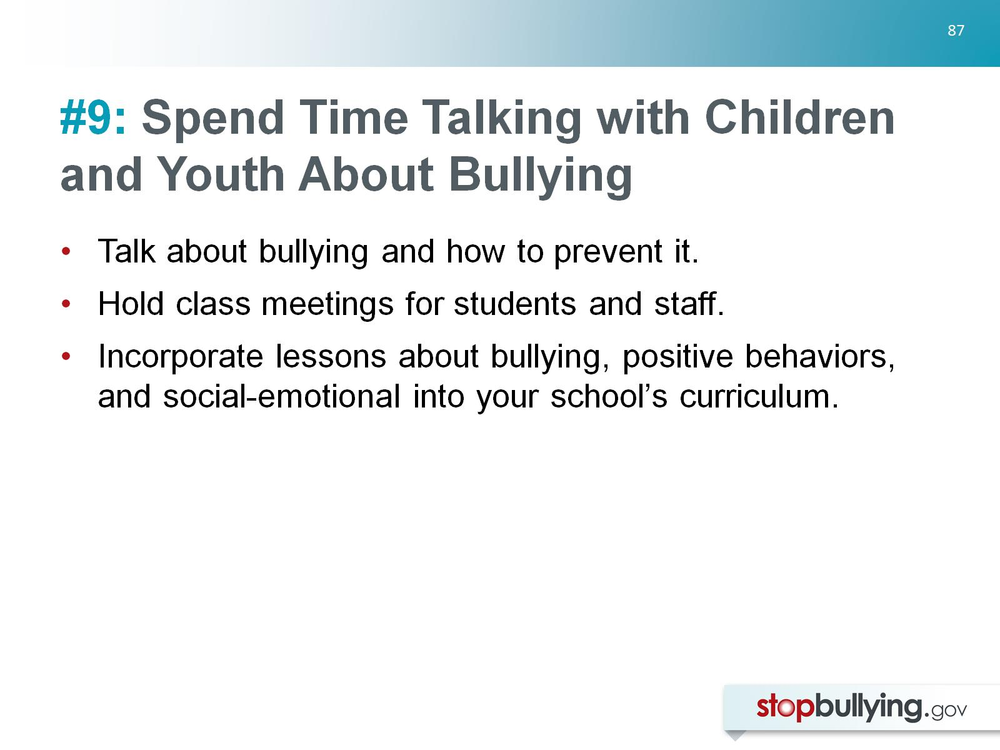 87
#9: Spend Time Talking with Children
and Youth About Bullying
• Talk about bullying and how to prevent it.
• Hold class meetings for students and staff.
• Incorporate lessons about bullying, positive behaviors,
and social-emotional into your school’s curriculum.
stopbullying.gov